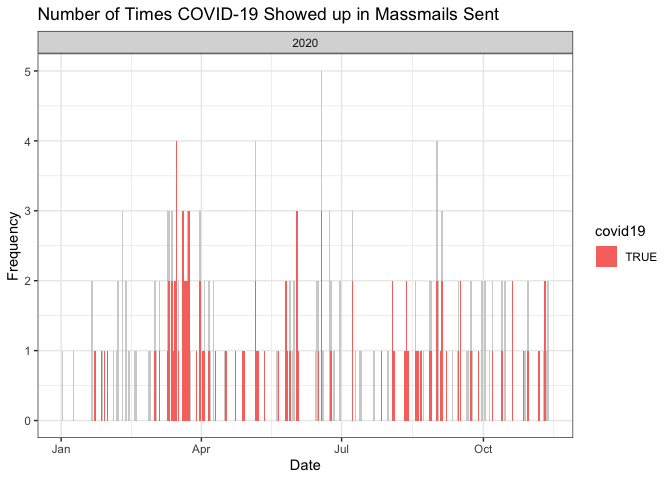 Number of Times COVID-19 Showed up in Massmails Sent
2020
5
4
3
2
1
0
Frequency
Jan Apr Jul Oct
Date
covid19
TRUE